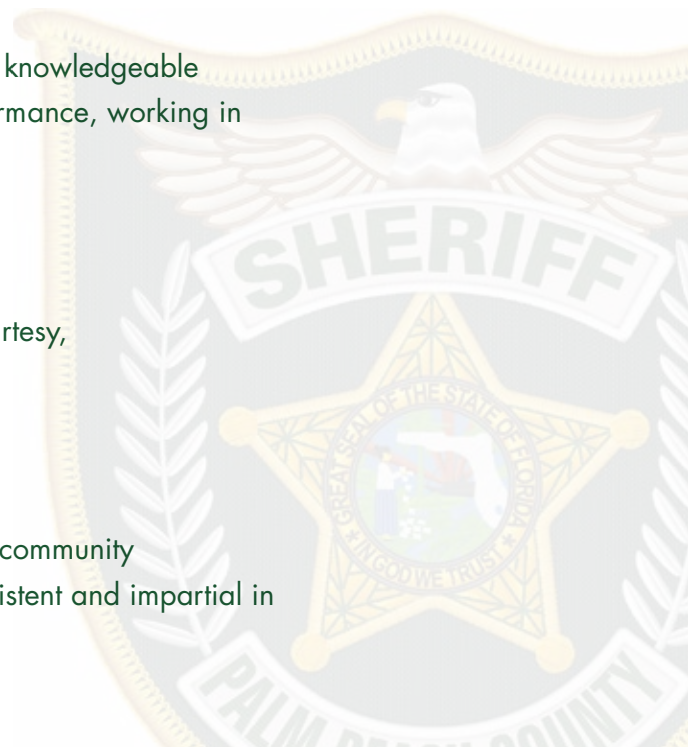 knowledgeable
rmance, working in
SHERIFF
rtesy,
GREAT SEAL OF THE STATE OF FLORIDA
IN GOD WE TRUST
community
istent and impartial in
PALM BEACH COUNTY